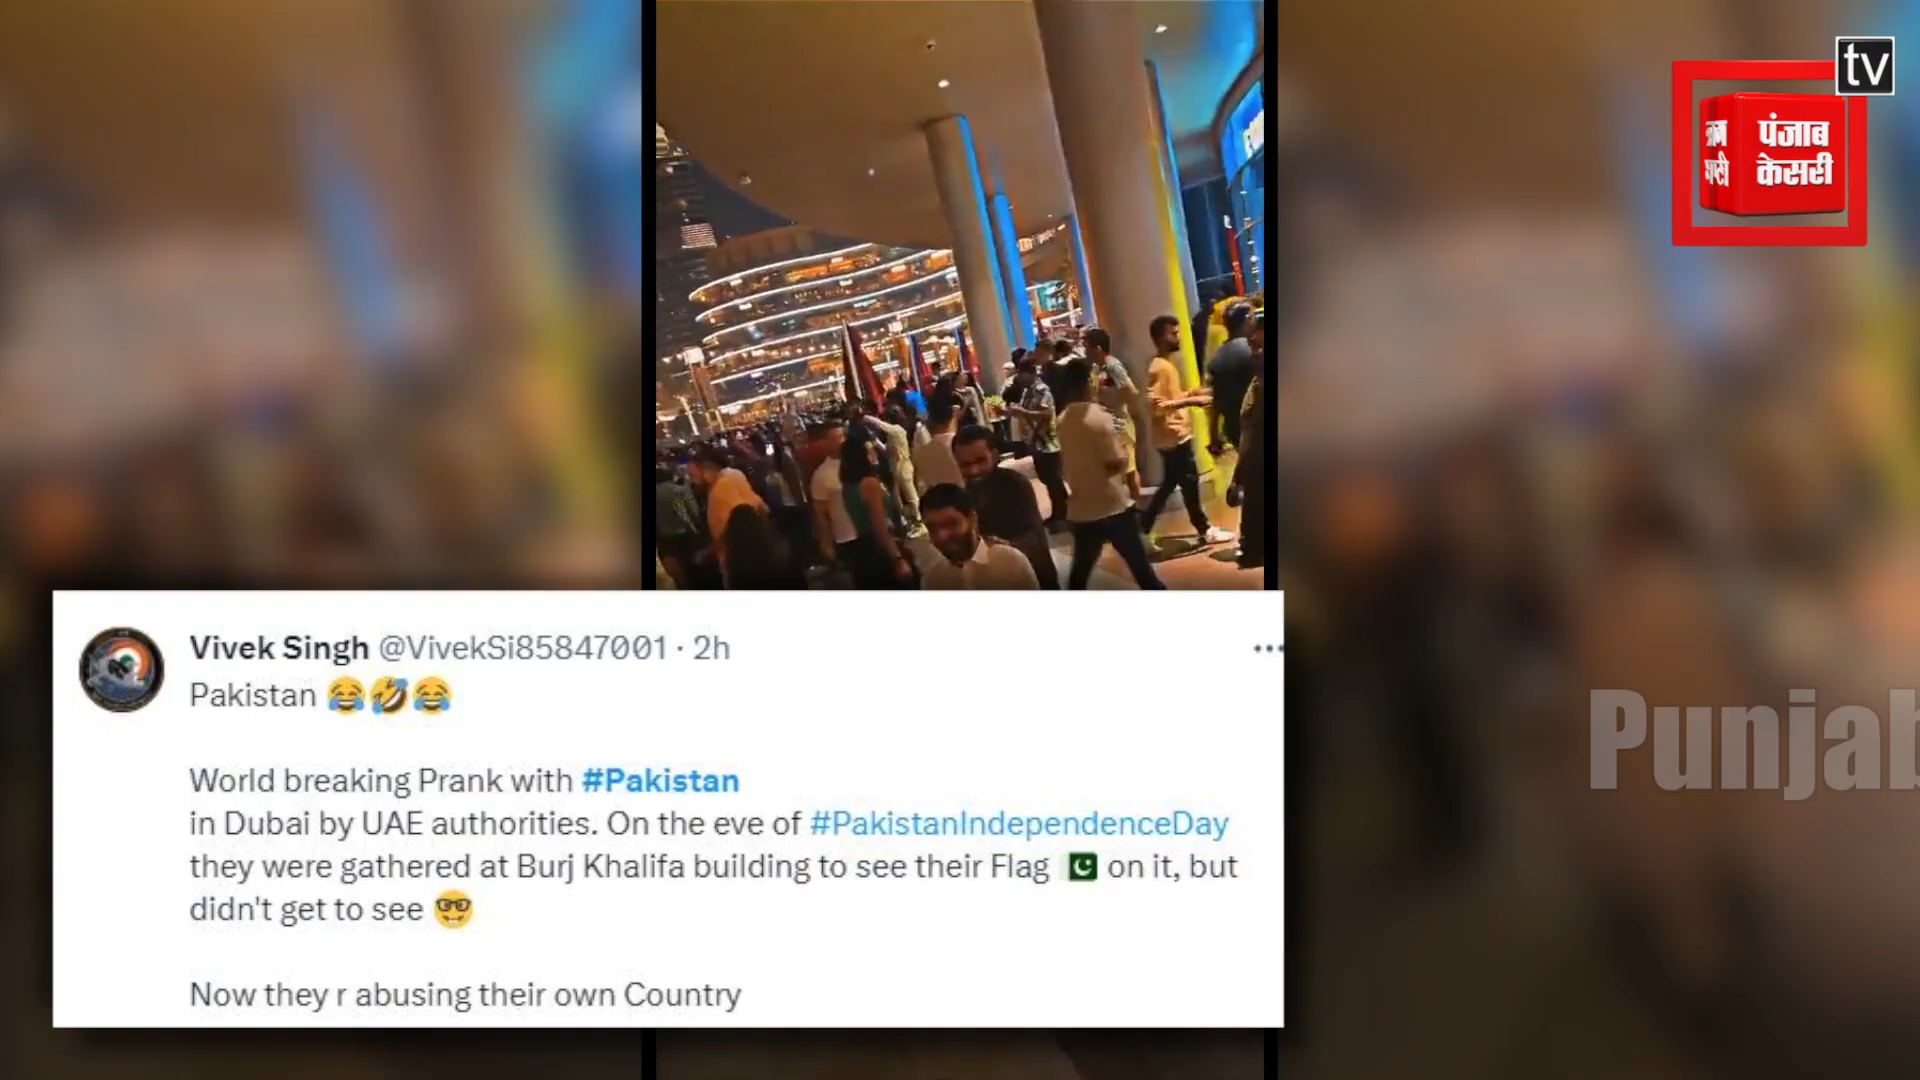 tv
पंजाब
केसरी
Vivek Singh @VivekSi85847001 · 2h
Pakistan 😂🤣😂
World breaking Prank with #Pakistan
in Dubai by UAE authorities. On the eve of #PakistanIndependenceDay
they were gathered at Burj Khalifa building to see their Flag 🇵🇰 on it, but
didn't get to see 🤓
Now they r abusing their own Country
Punjab